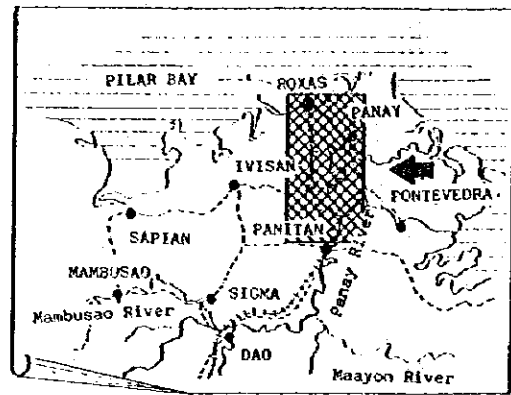 ROXAS
PILAR BAY
PANAY
IVISAN
PONTEVEDRA
SAPIAN
PANITAN
MAMBUSAO
SIGMA
Panay River
Mambusao River
DAO
Maayon River